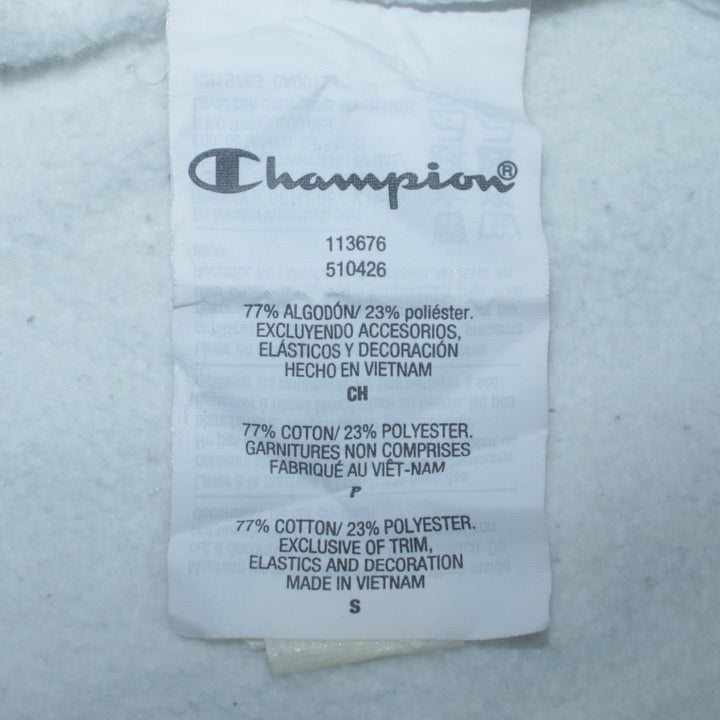 Champion®
113676
510426
77% ALGODÓN/ 23% poliéster.
EXCLUYENDO ACCESORIOS,
ELÁSTICOS Y DECORACIÓN
HECHO EN VIETNAM
CH
77% COTON/ 23% POLYESTER.
GARNITURES NON COMPRISES
FABRIQUÉ AU VIÊT-NAM
P
77% COTTON/ 23% POLYESTER.
EXCLUSIVE OF TRIM,
ELASTICS AND DECORATION
MADE IN VIETNAM
S